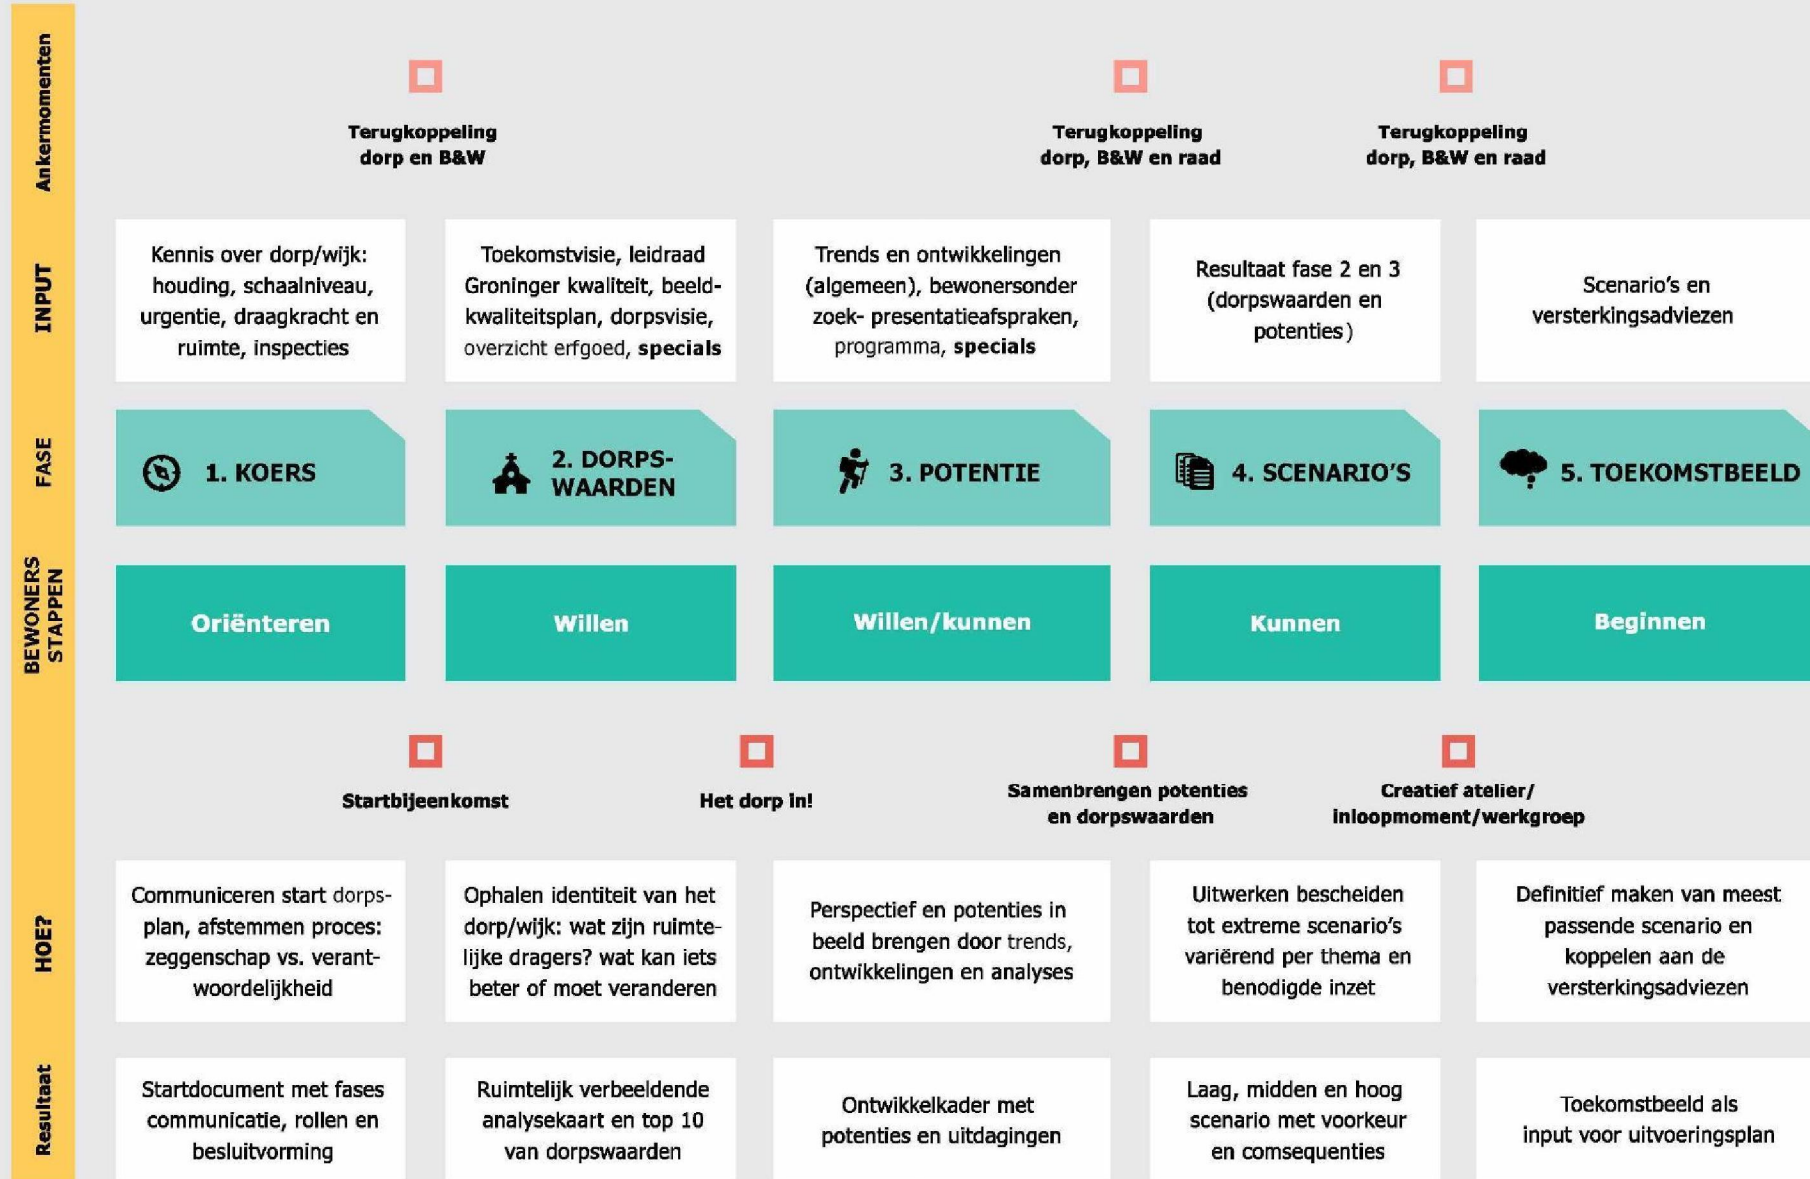 Ankermomenten
Terugkoppeling
dorp en B&W
Terugkoppeling
dorp, B&W en raad
Terugkoppeling
dorp, B&W en raad
INPUT
Kennis over dorp/wijk:
houding, schaalniveau,
urgentie, draagkracht en
ruimte, inspecties
Toekomstvisie, leidraad
Groninger kwaliteit, beeld-
kwaliteitsplan, dorpsvisie,
overzicht erfgoed, specials
Trends en ontwikkelingen
(algemeen), bewonersonder
zoek- presentatieafspraken,
programma, specials
Resultaat fase 2 en 3
(dorpswaarden en
potenties)
Scenario's en
versterkingsadviezen
FASE
1. KOERS
2. DORPS-
WAARDEN
3. POTENTIE
4. SCENARIO'S
5. TOEKOMSTBEELD
BEWONERS
STAPPEN
Oriënteren
Willen
Willen/kunnen
Kunnen
Beginnen
Startbijeenkomst
Het dorp in!
Samenbrengen potenties
en dorpswaarden
Creatief atelier/
inloopmoment/werkgroep
HOE?
Communiceren start dorps-
plan, afstemmen proces:
zeggenschap vs. verant-
woordelijkheid
Ophalen identiteit van het
dorp/wijk: wat zijn ruimte-
lijke dragers? wat kan iets
beter of moet veranderen
Perspectief en potenties in
beeld brengen door trends,
ontwikkelingen en analyses
Uitwerken bescheiden
tot extreme scenario's
variërend per thema en
benodigde inzet
Definitief maken van meest
passende scenario en
koppelen aan de
versterkingsadviezen
Resultaat
Startdocument met fases
communicatie, rollen en
besluitvorming
Ruimtelijk verbeeldende
analysekaart en top 10
van dorpswaarden
Ontwikkelkader met
potenties en uitdagingen
Laag, midden en hoog
scenario met voorkeur
en comsequenties
Toekomstbeeld als
input voor uitvoeringsplan